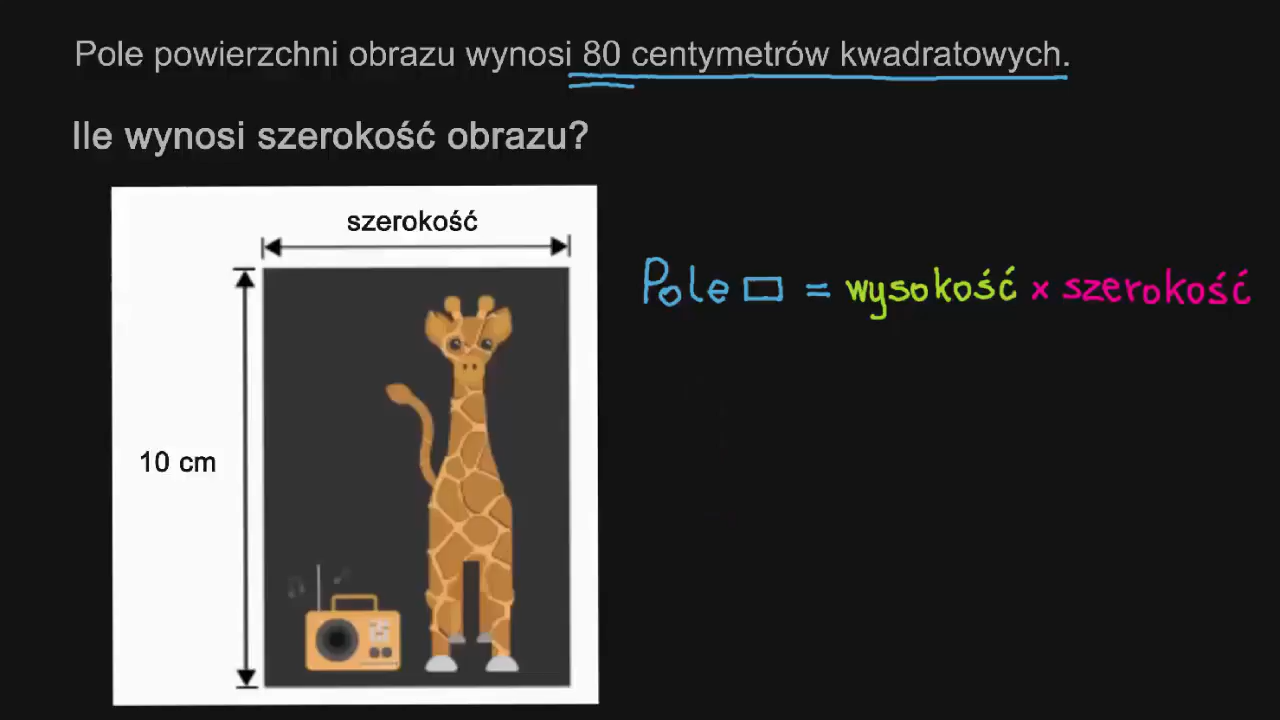 Pole powierzchni obrazu wynosi 80 centymetrów kwadratowych.
Ile wynosi szerokość obrazu?
szerokość
Pole = wysokość x szerokość
10 cm